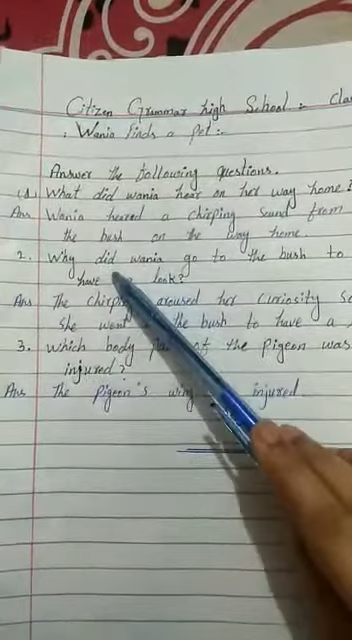 Citizen Grammar high School :. Clas
: Wania Finds a Pet :.
Answer the following questions.
(1). What did wania hear on her way home?
Ans Wania heared a chirping sound from
the bush on the way home
2. Why did wania go to the bush to
have look?
Ans The chirping aroused her curiosity so
She went the bush to have a
3. which body of the pigeon was
injured?
Ans The pigeon's wing injured